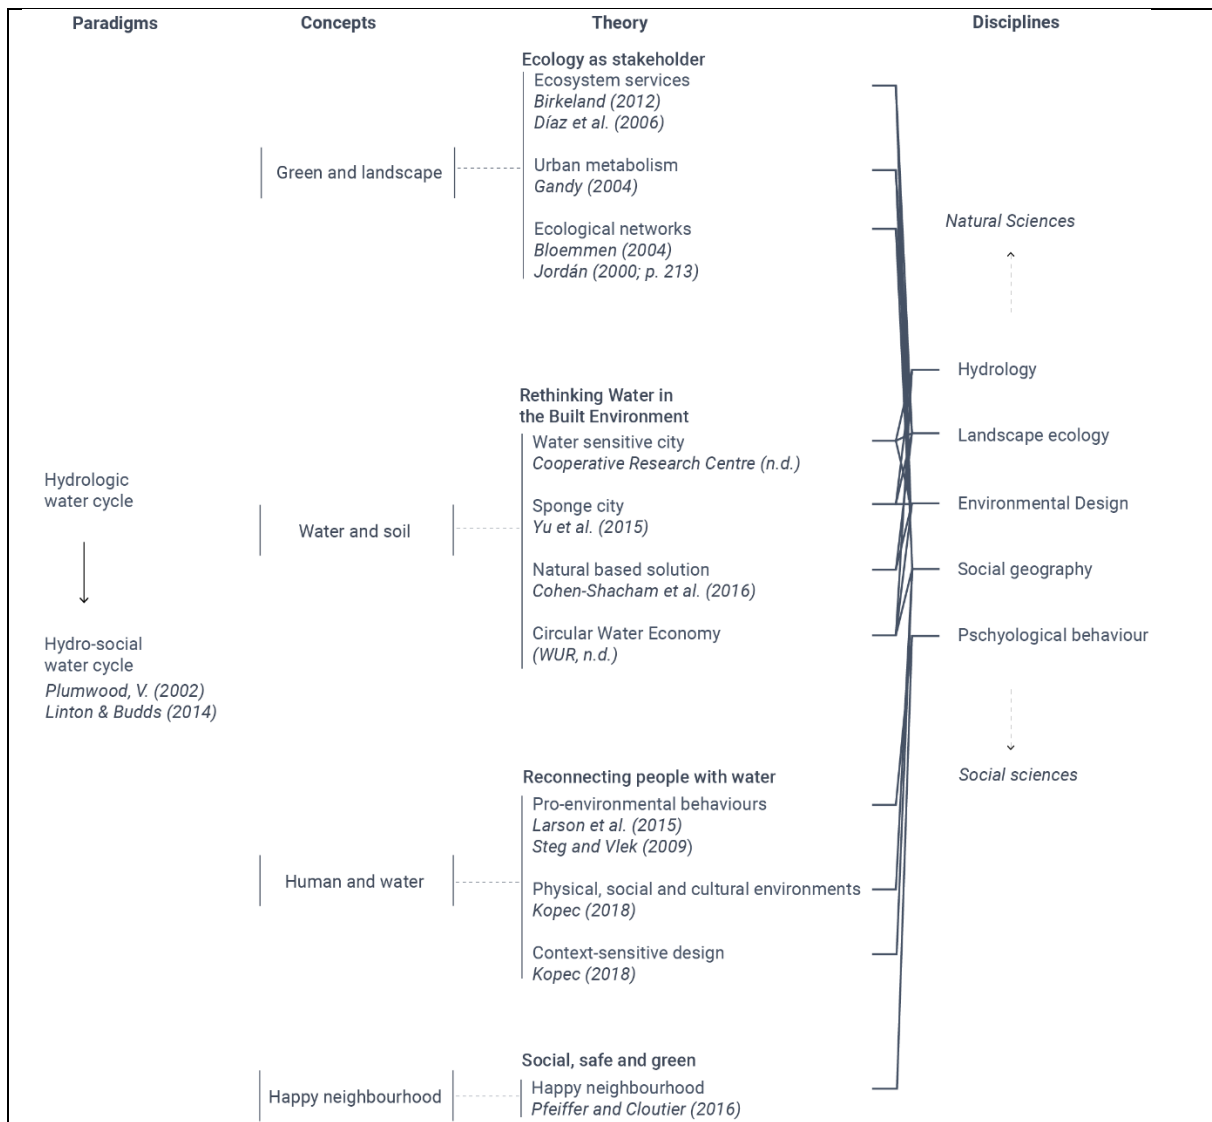 Paradigms
Concepts
Theory
Disciplines
Hydrologic
water cycle
Hydro-social
water cycle
Plumwood, V. (2002)
Linton & Budds (2014)
Green and landscape
Water and soil
Human and water
Happy neighbourhood
Ecology as stakeholder
Ecosystem services
Birkeland (2012)
Díaz et al. (2006)
Urban metabolism
Gandy (2004)
Ecological networks
Bloemmen (2004)
Jordán (2000; p. 213)
Rethinking Water in
the Built Environment
Water sensitive city
Cooperative Research Centre (n.d.)
Sponge city
Yu et al. (2015)
Natural based solution
Cohen-Shacham et al. (2016)
Circular Water Economy
(WUR, n.d.)
Reconnecting people with water
Pro-environmental behaviours
Larson et al. (2015)
Steg and Vlek (2009)
Physical, social and cultural environments
Kopec (2018)
Context-sensitive design
Kopec (2018)
Social, safe and green
Happy neighbourhood
Pfeiffer and Cloutier (2016)
Natural Sciences
Hydrology
Landscape ecology
Environmental Design
Social geography
Pschyological behaviour
Social sciences